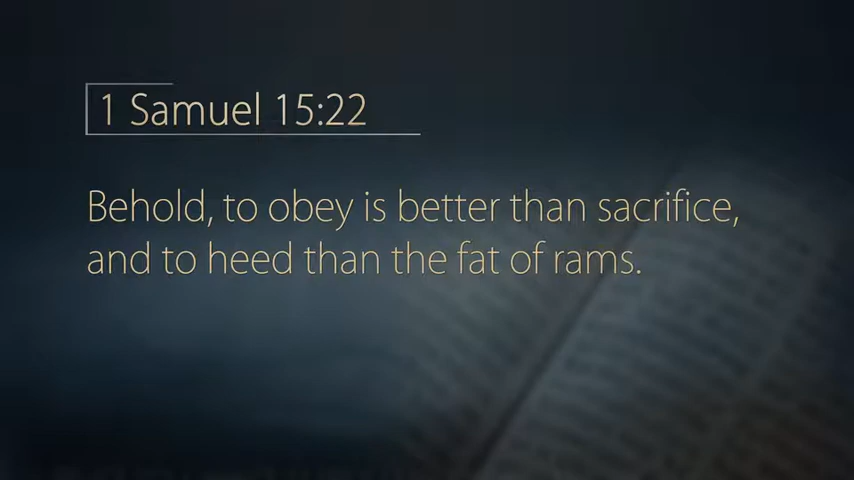 1 Samuel 15:22
Behold, to obey is better than sacrifice,
and to heed than the fat of rams.